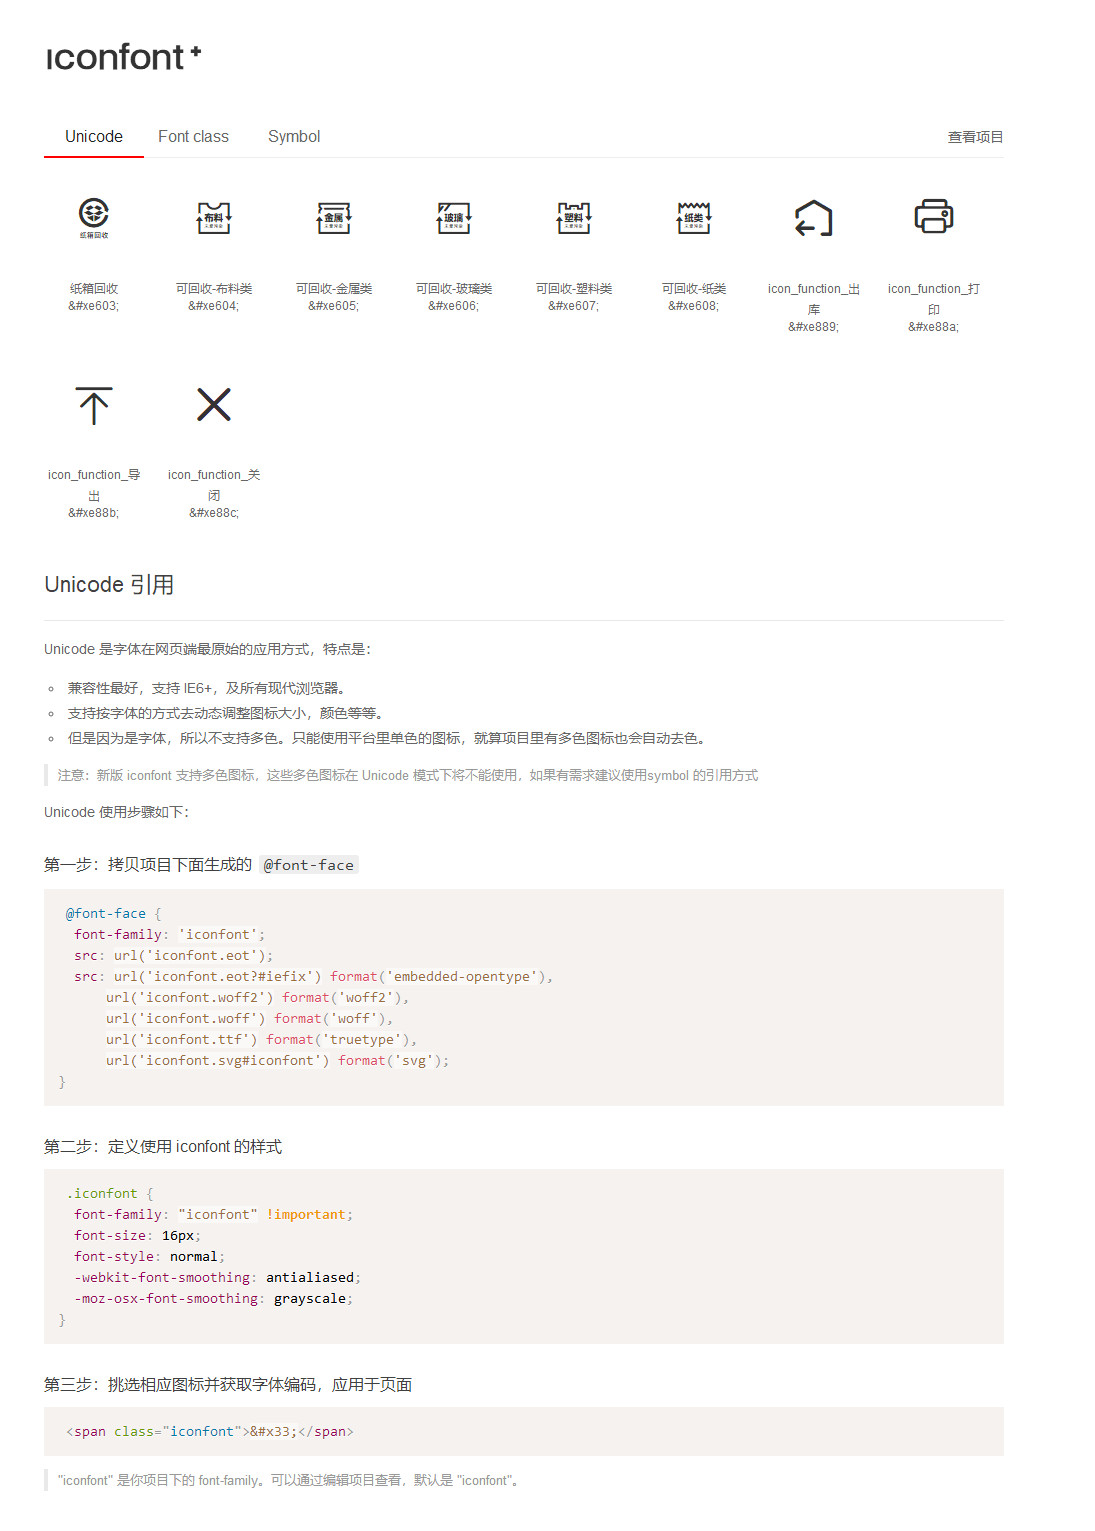 iconfont+
Unicode Font class Symbol 查看项目
纸箱回收 布料 主要排版 金属 玻璃 塑料 纸类
纸箱回收 可回收-布料类 可回收-金属类 可回收-玻璃类 可回收-塑料类 可回收-纸类 icon_function_出 icon_function_打
库 印
&#xe603; &#xe604; &#xe605; &#xe606; &#xe607; &#xe608; &#xe889; &#xe88a;
icon_function_导 icon_function_关
出 闭
&#xe88b; &#xe88c;
Unicode 引用
Unicode 是字体在网页端最原始的应用方式，特点是：
兼容性最好，支持 IE6+，及所有现代浏览器。
支持按字体的方式去动态调整图标大小，颜色等等。
但是因为是字体，所以不支持多色。只能使用平台里单色的图标，就算项目里有多色图标也会自动去色。
注意：新版 iconfont 支持多色图标，这些多色图标在 Unicode 模式下将不能使用，如果有需求建议使用symbol 的引用方式
Unicode 使用步骤如下：
第一步：拷贝项目下面生成的 @font-face
@font-face {
font-family: 'iconfont';
src: url('iconfont.eot');
src: url('iconfont.eot?#iefix') format('embedded-opentype'),
url('iconfont.woff2') format('woff2'),
url('iconfont.woff') format('woff'),
url('iconfont.ttf') format('truetype'),
url('iconfont.svg#iconfont') format('svg');
}
第二步：定义使用 iconfont 的样式
.iconfont {
font-family: "iconfont" !important;
font-size: 16px;
font-style: normal;
-webkit-font-smoothing: antialiased;
-moz-osx-font-smoothing: grayscale;
}
第三步：挑选相应图标并获取字体编码，应用于页面
<span class="iconfont">&#x33;</span>
"iconfont" 是你项目下的 font-family。可以通过编辑项目查看，默认是 "iconfont"。